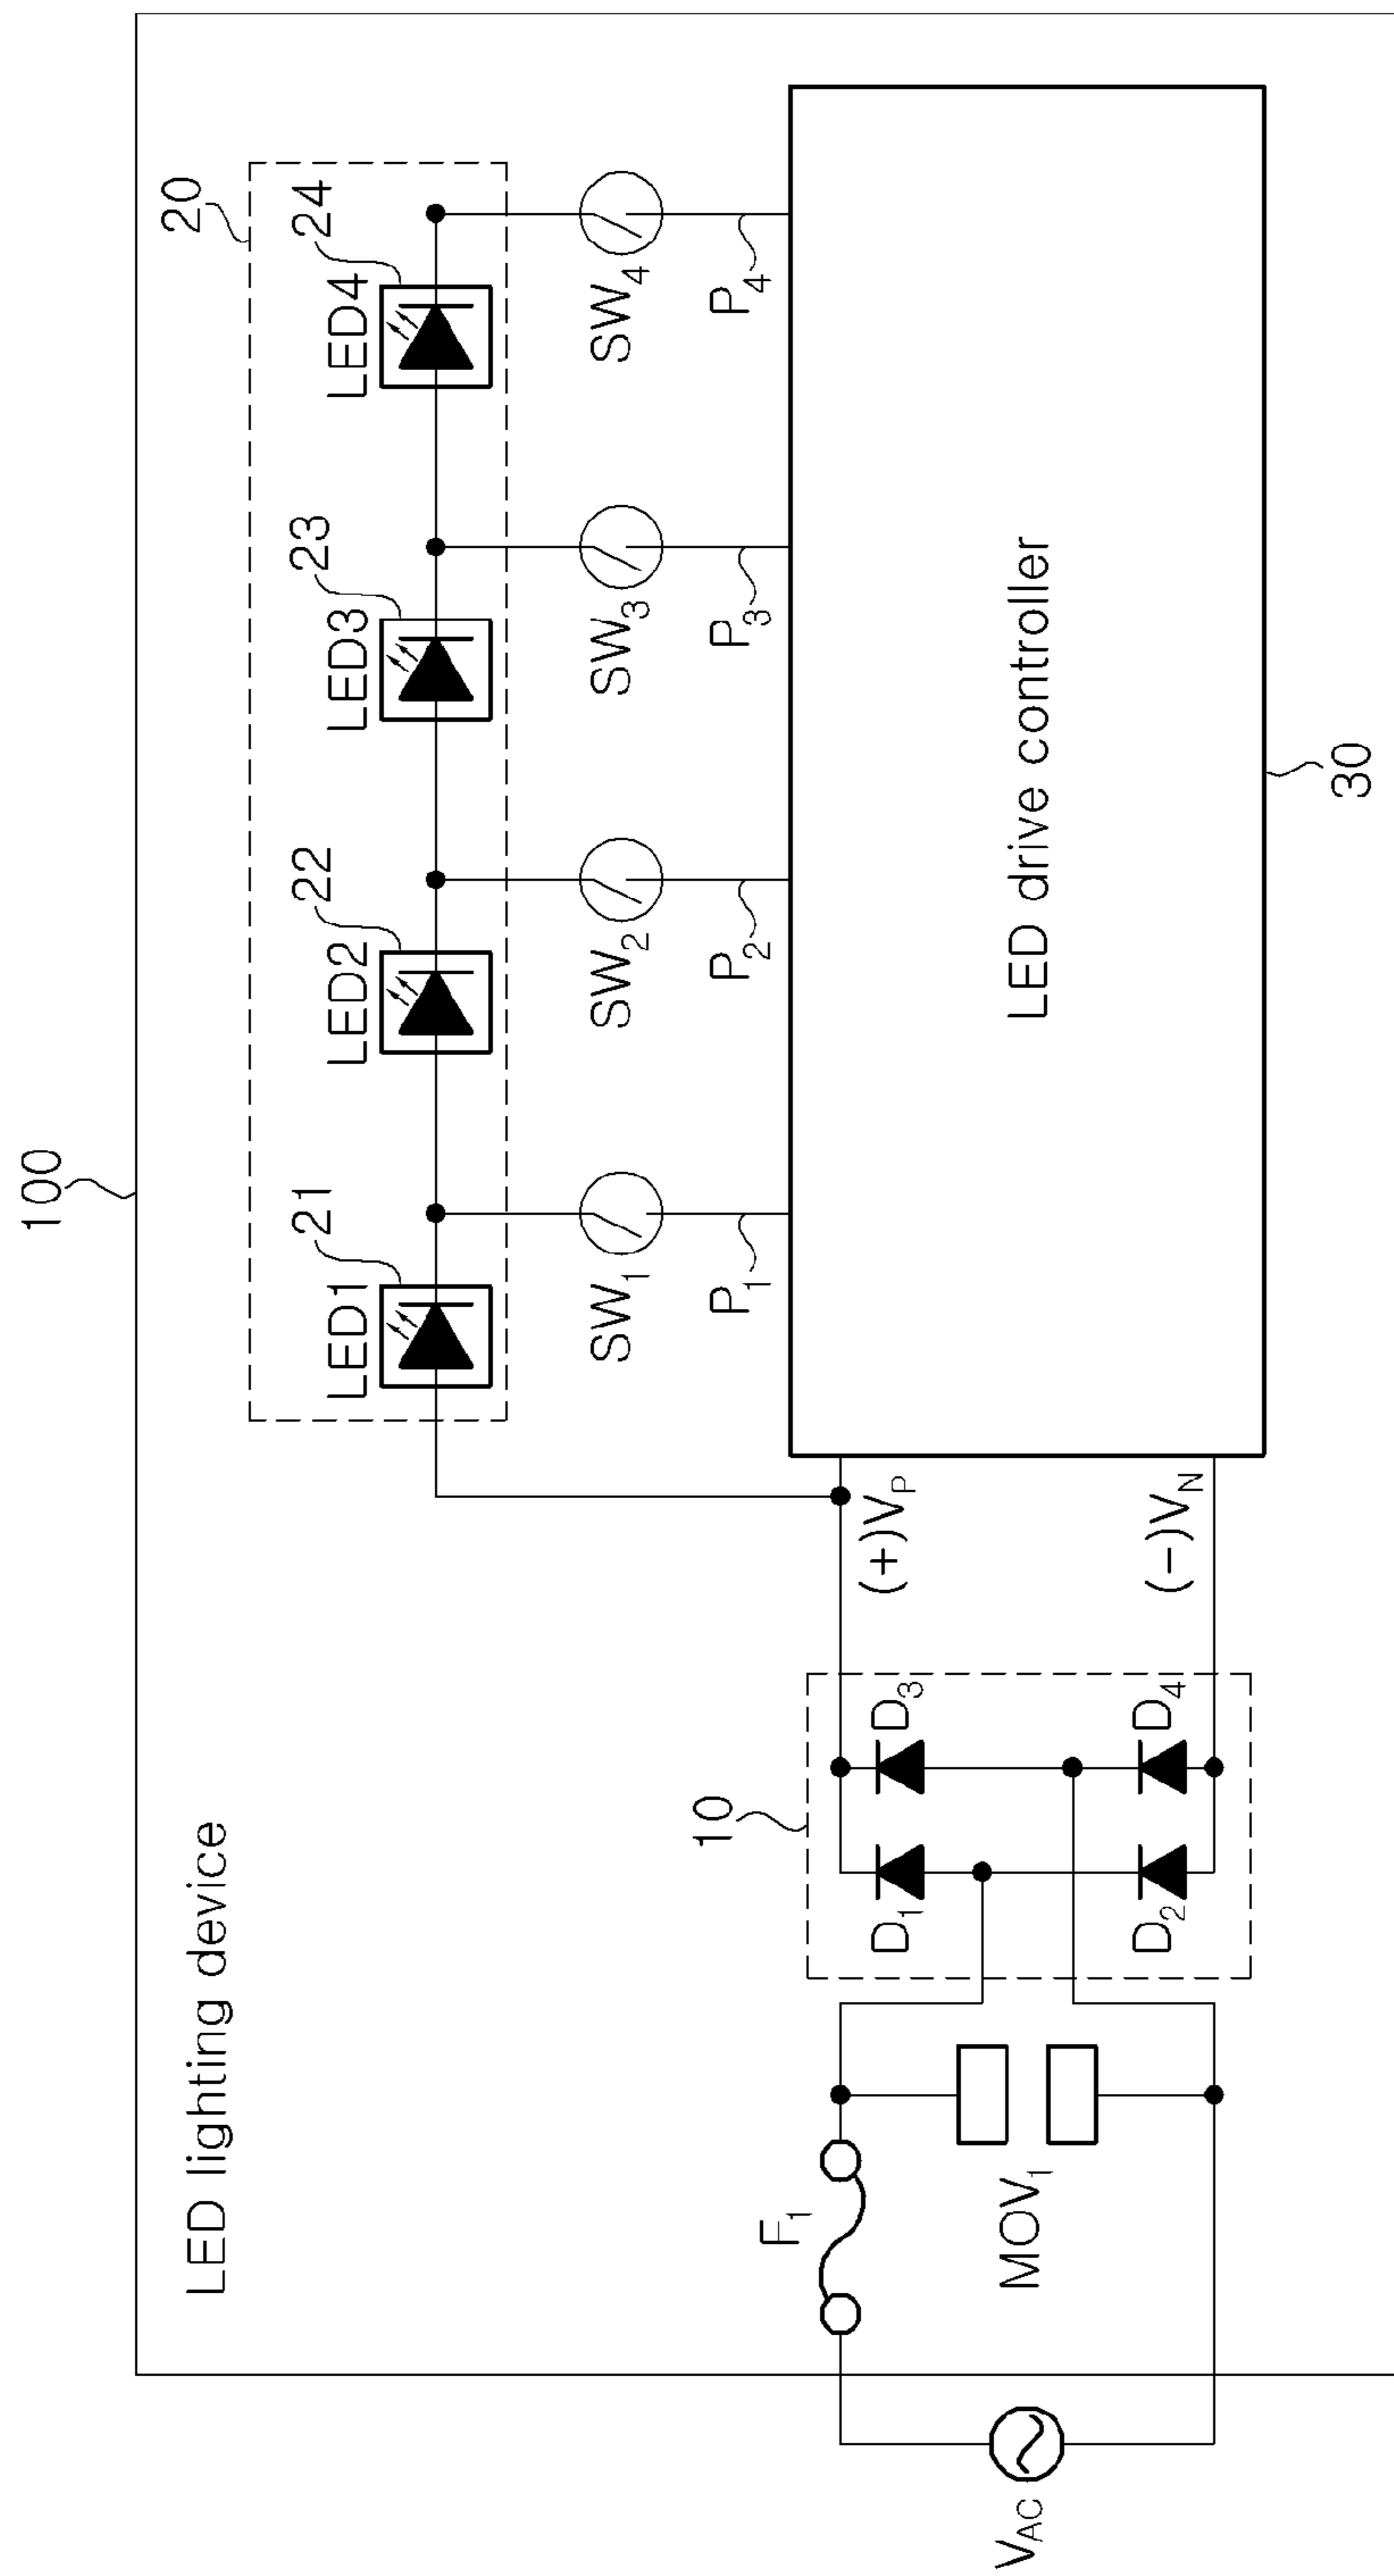 100
LED lighting device
20
21
22
23
24
LED1
LED2
LED3
LED4
SW1
SW2
SW3
SW4
P1
P2
P3
P4
F1
10
D1
D3
(+)VP
VAC
MOV1
LED drive controller
D2
D4
(-)VN
30